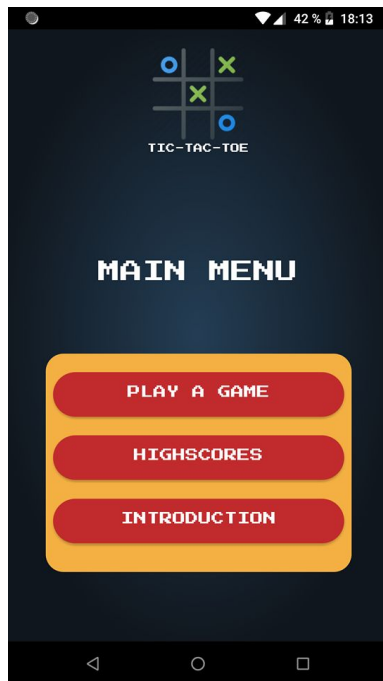 42 % 18:13
TIC-TAC-TOE
MAIN MENU
PLAY A GAME
HIGHSCORES
INTRODUCTION